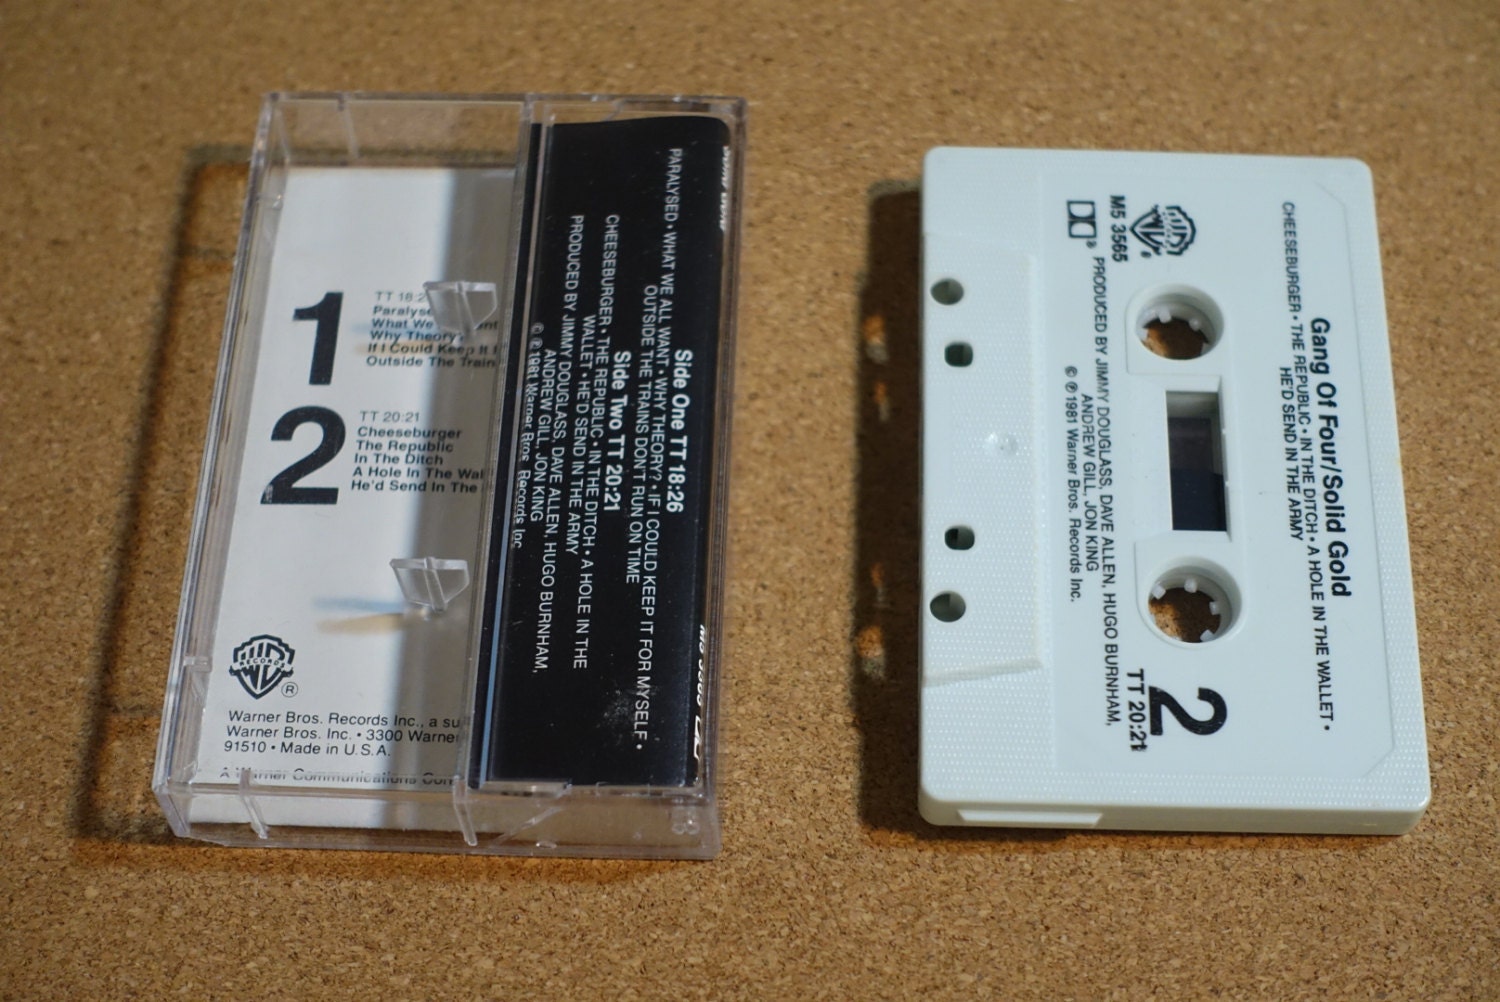 1
TT 18:2
Paralyse
What We
Why Theory?
If I Could Keep It
Outside The Train
2
TT 20:21
Cheeseburger
The Republic
In The Ditch
A Hole In The Wal
He'd Send In The
WB
RECORDS
®
Warner Bros. Records Inc., a su
Warner Bros. Inc. • 3300 Warner
91510 • Made in U.S.A.
A Warner Communications Com
Side One TT 18:26
PARALYSED • WHAT WE ALL WANT • WHY THEORY? • IF I COULD KEEP IT FOR MYSELF •
OUTSIDE THE TRAINS DON'T RUN ON TIME
Side Two TT 20:21
CHEESEBURGER • THE REPUBLIC • IN THE DITCH • A HOLE IN THE
WALLET • HE'D SEND IN THE ARMY
PRODUCED BY JIMMY DOUGLASS, DAVE ALLEN, HUGO BURNHAM,
ANDREW GILL, JON KING
© ℗ 1981 Warner Bros. Records Inc.
Gang Of Four/Solid Gold
CHEESEBURGER • THE REPUBLIC • IN THE DITCH • A HOLE IN THE WALLET •
HE'D SEND IN THE ARMY
WB
®
M5 3565
2
TT 20:21
PRODUCED BY JIMMY DOUGLASS, DAVE ALLEN, HUGO BURNHAM,
ANDREW GILL, JON KING
© ℗ 1981 Warner Bros. Records Inc.